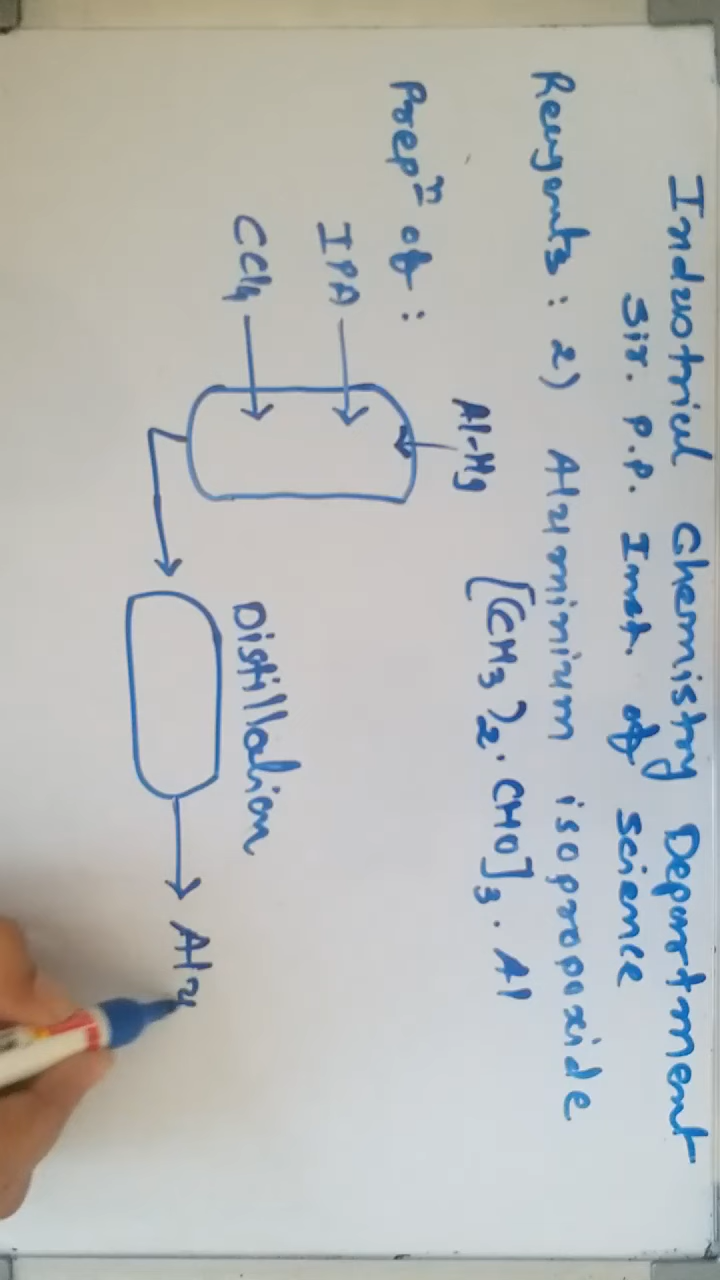 Industrial Chemistry Department
Sir. P.P. Inst. of science
Reagents : 2) Aluminium isopropoxide
[(CH3)2. CHO]3. Al
Prepn of :
Al-Hg
IPA
CCl4
Distillation
Alu